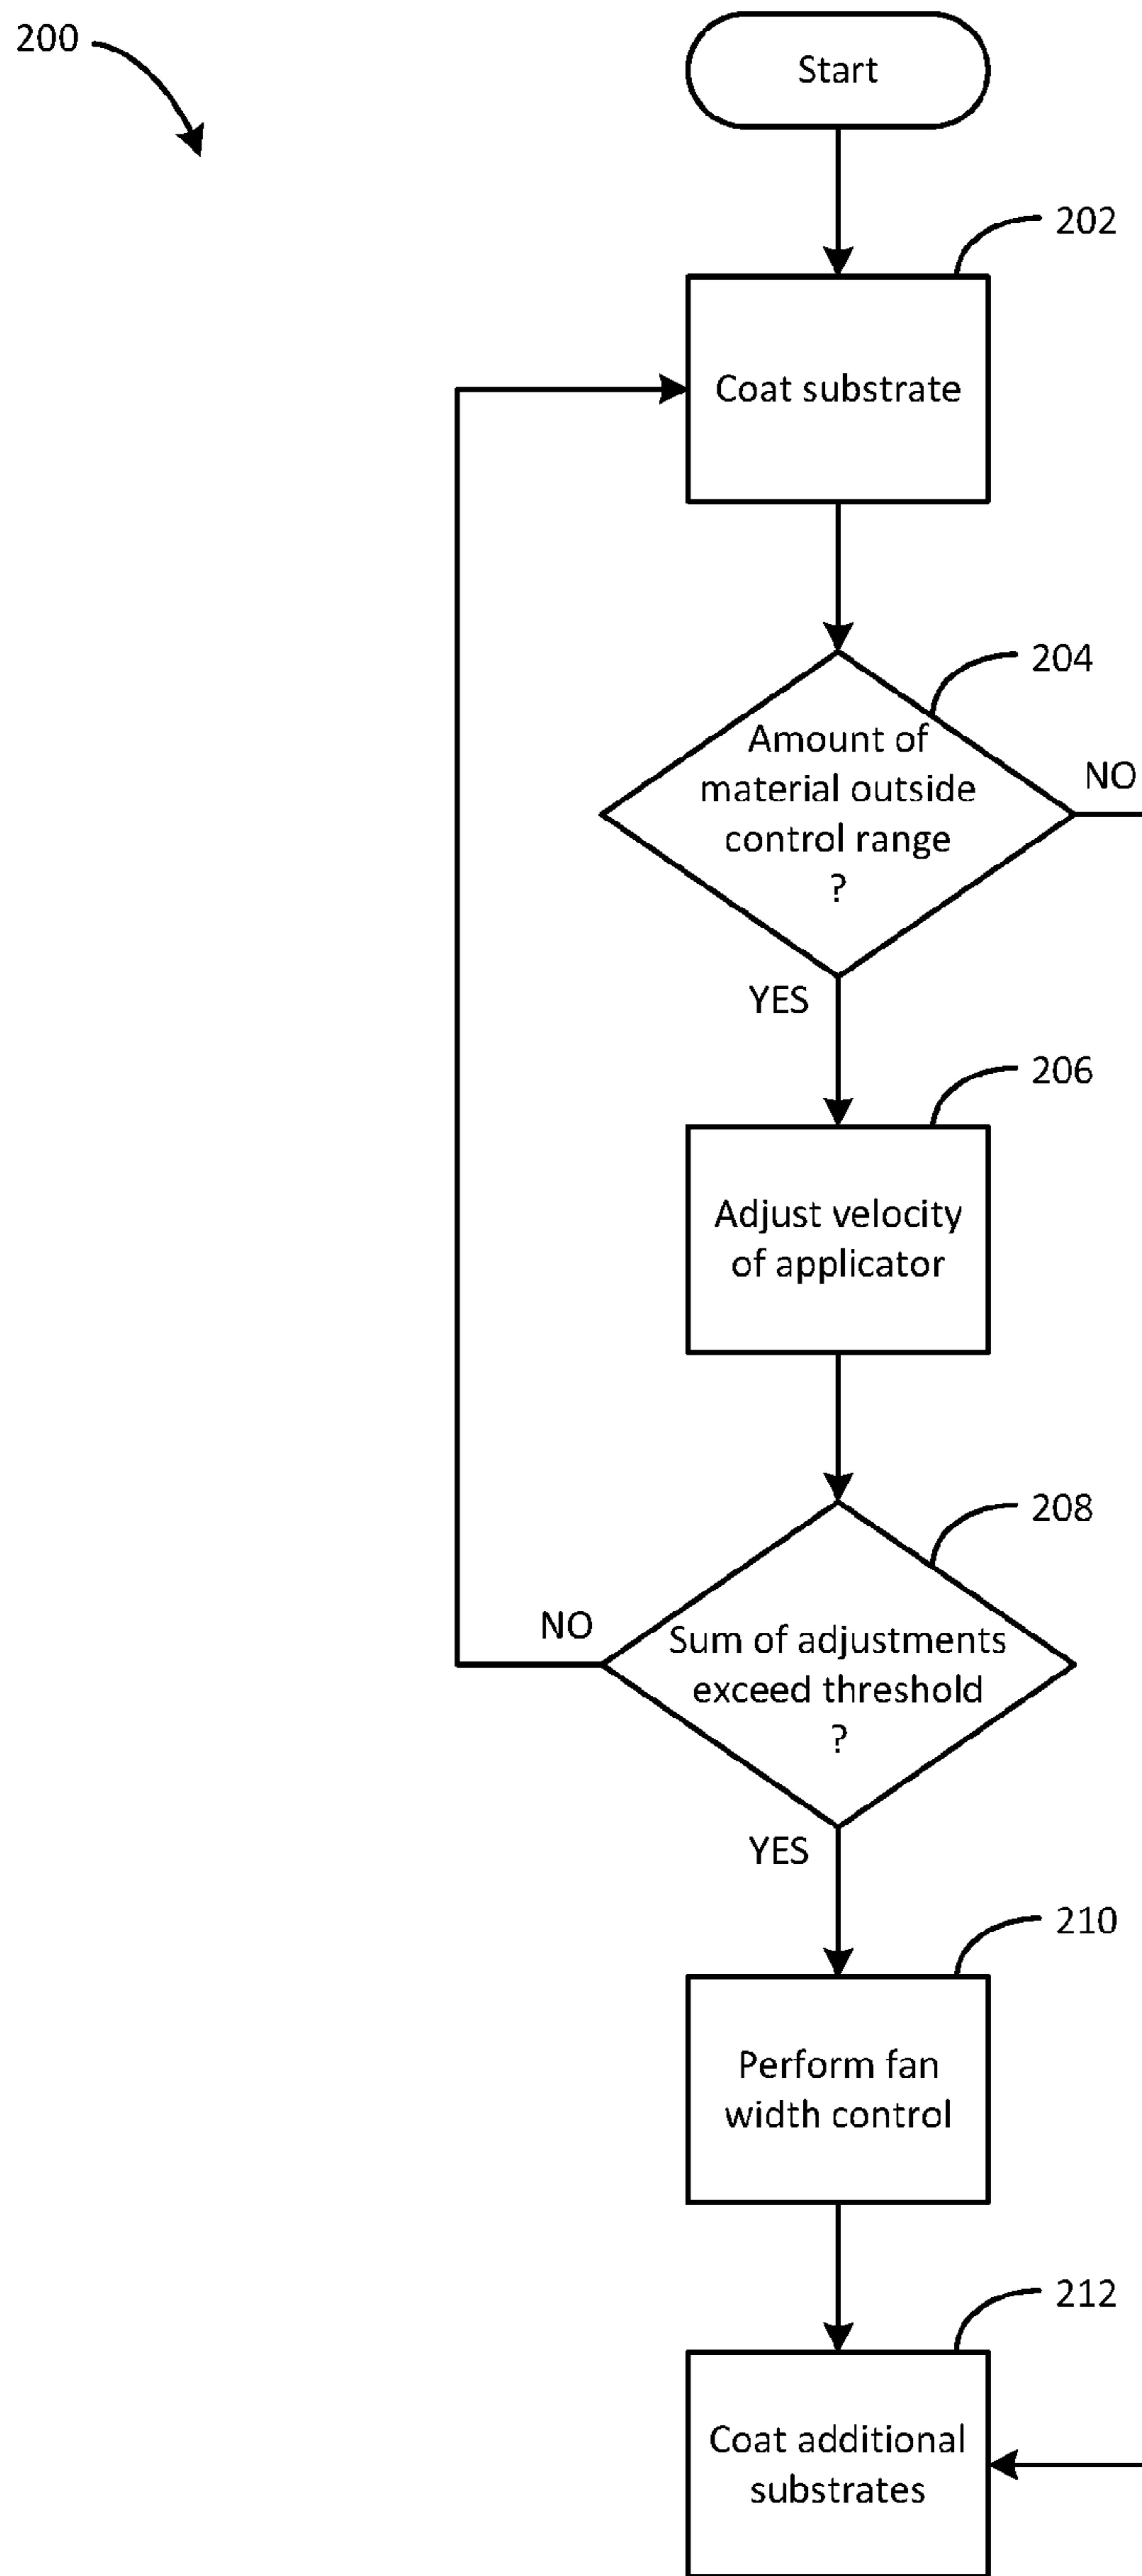 200
Start
202
Coat substrate
204
Amount of
material outside
control range
?
NO
YES
206
Adjust velocity
of applicator
208
NO
Sum of adjustments
exceed threshold
?
YES
210
Perform fan
width control
212
Coat additional
substrates